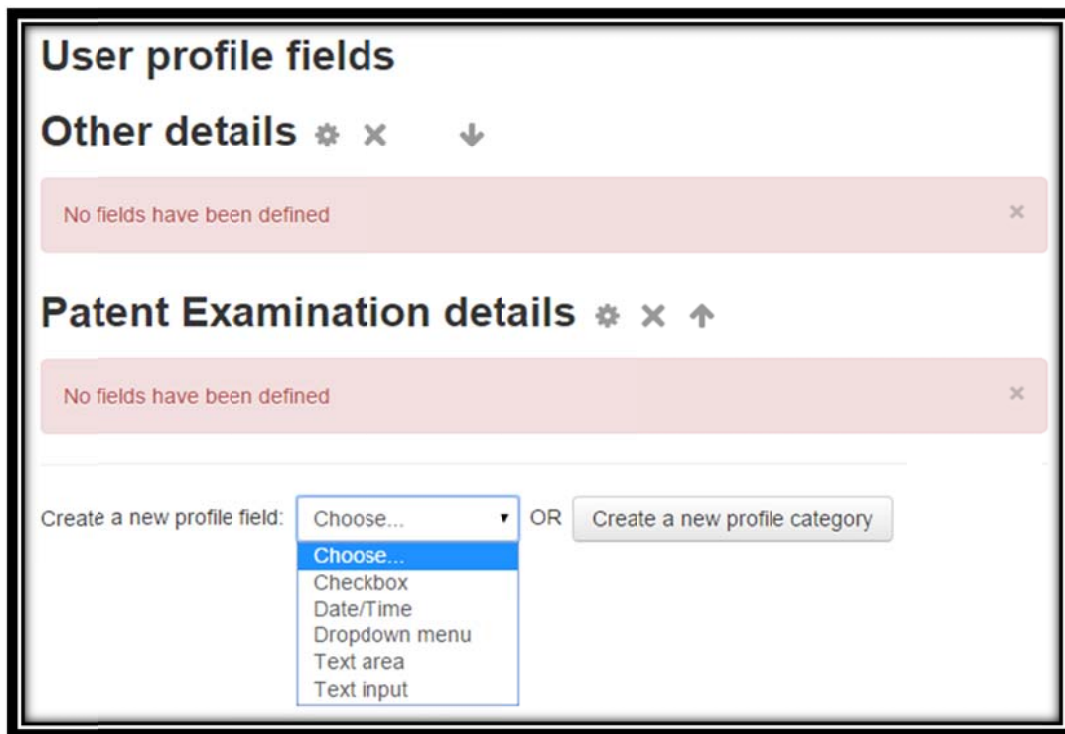 User profile fields
Other details
No fields have been defined
Patent Examination details
No fields have been defined
Create a new profile field: Choose... OR Create a new profile category
Choose...
Checkbox
Date/Time
Dropdown menu
Text area
Text input